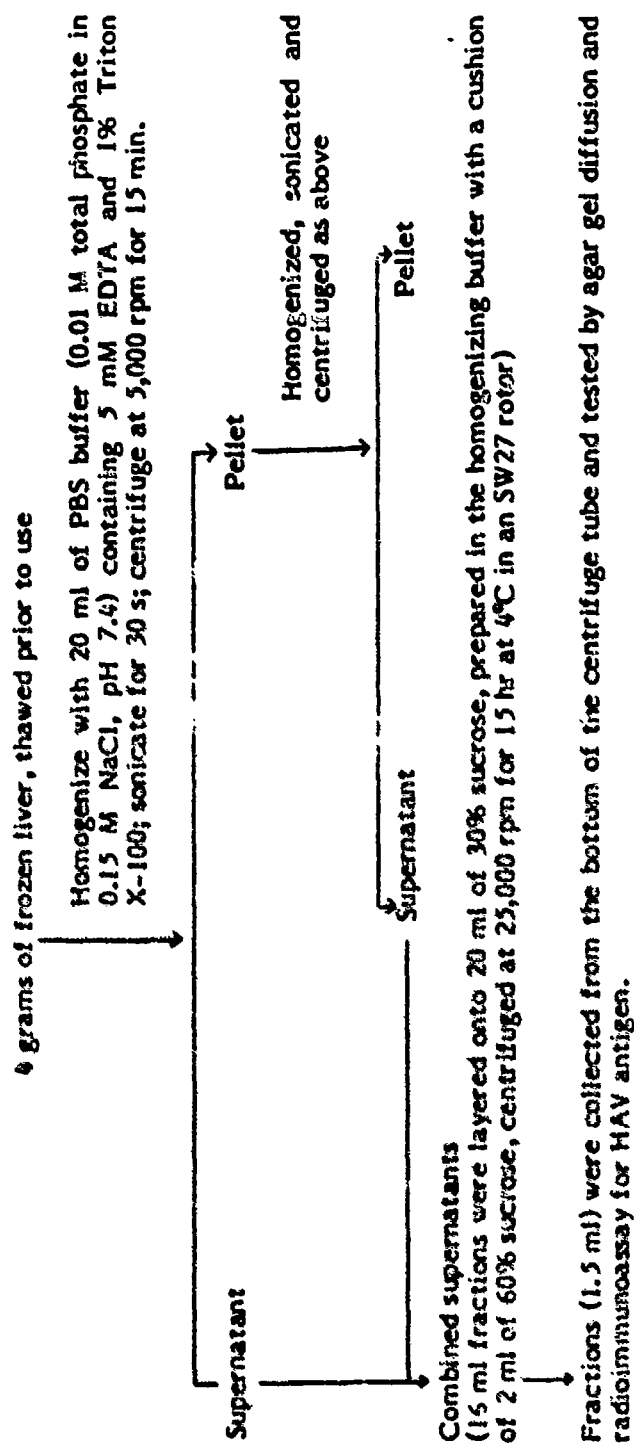 4 grams of frozen liver, thawed prior to use
Homogenize with 20 ml of PBS buffer (0.01 M total phosphate in
0.15 M NaCl, pH 7.4) containing 5 mM EDTA and 1% Triton
X-100; sonicate for 30 s; centrifuge at 5,000 rpm for 15 min.
Supernatant
Pellet
Homogenized, sonicated and
centrifuged as above
Supernatant
Pellet
Combined supernatants
(15 ml fractions were layered onto 20 ml of 30% sucrose, prepared in the homogenizing buffer with a cushion
of 2 ml of 60% sucrose, centrifuged at 25,000 rpm for 15 hr at 4°C in an SW27 rotor)
Fractions (1.5 ml) were collected from the bottom of the centrifuge tube and tested by agar gel diffusion and
radioimmunoassay for HAV antigen.